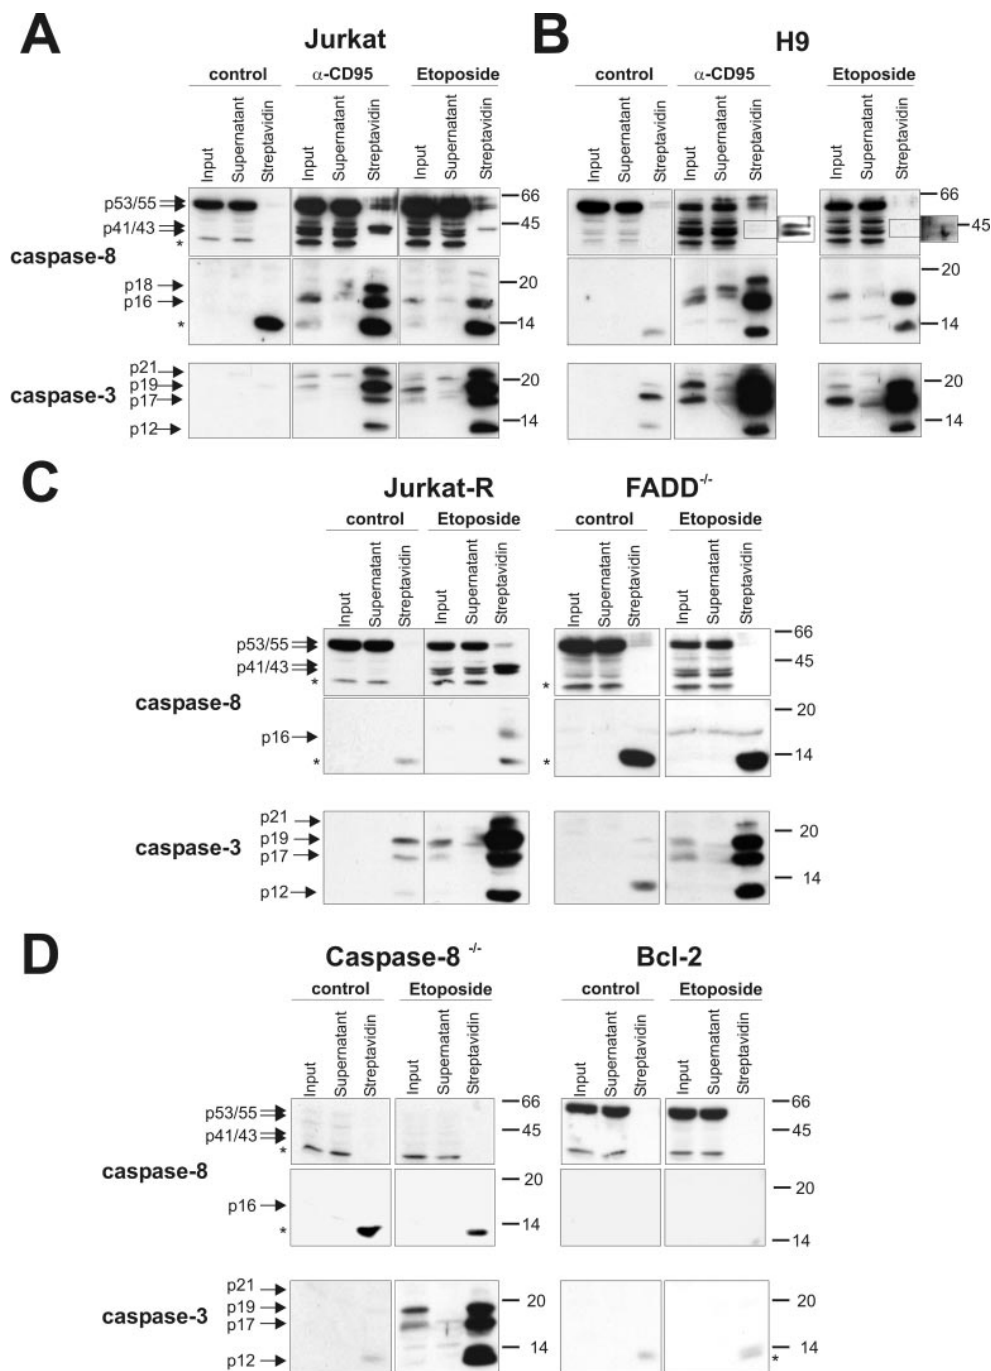 A
Jurkat
control
α-CD95
Etoposide
Input
Supernatant
Streptavidin
Input
Supernatant
Streptavidin
Input
Supernatant
Streptavidin
p53/55
p41/43
*
caspase-8
p18
p16
*
66
45
20
14
p21
p19
caspase-3
p17
p12
20
14
B
H9
control
α-CD95
Etoposide
Input
Supernatant
Streptavidin
Input
Supernatant
Streptavidin
Input
Supernatant
Streptavidin
66
45
20
14
20
14
C
Jurkat-R
FADD-/-
control
Etoposide
control
Etoposide
Input
Supernatant
Streptavidin
Input
Supernatant
Streptavidin
Input
Supernatant
Streptavidin
Input
Supernatant
Streptavidin
p53/55
p41/43
*
*
66
45
caspase-8
p16
*
*
20
14
p21
p19
caspase-3
p17
p12
20
14
D
Caspase-8 -/-
Bcl-2
control
Etoposide
control
Etoposide
Input
Supernatant
Streptavidin
Input
Supernatant
Streptavidin
Input
Supernatant
Streptavidin
Input
Supernatant
Streptavidin
p53/55
p41/43
*
66
45
66
45
caspase-8
p16
*
20
14
20
14
p21
p19
caspase-3
p17
p12
20
14
20
14
*